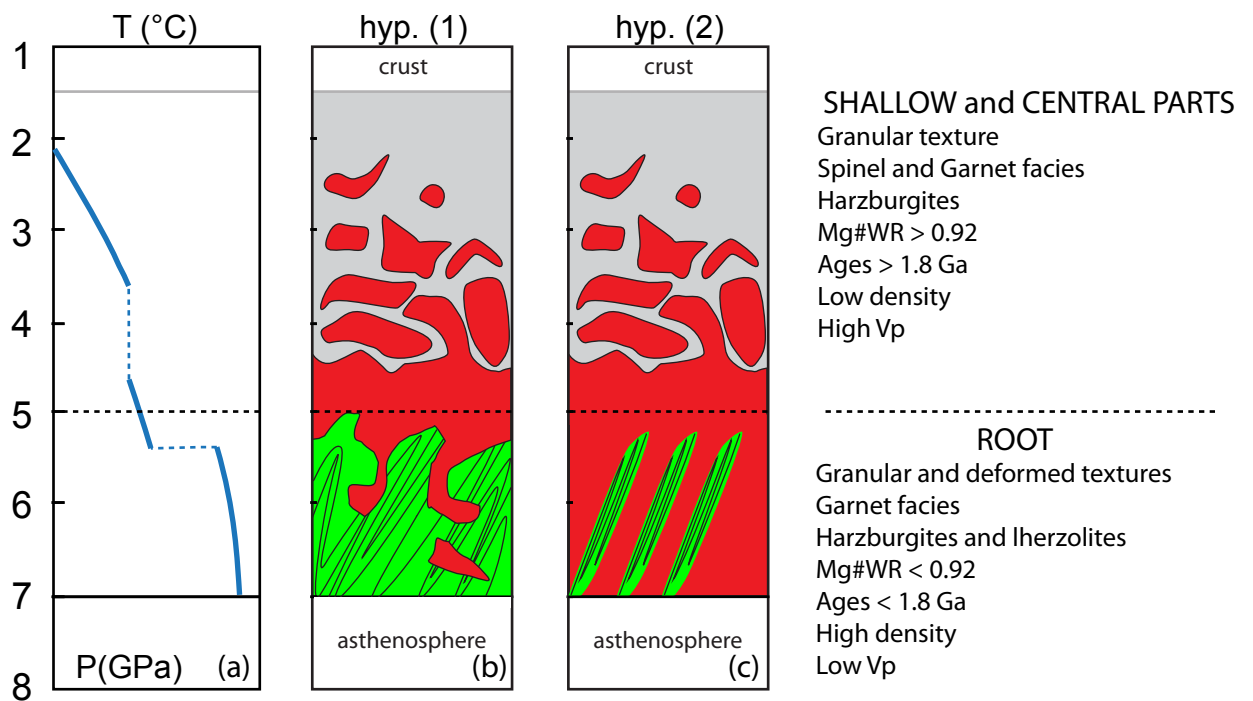 T (°C)
hyp. (1)
hyp. (2)
1
2
3
4
5
6
7
8
P(GPa)
(a)
crust
asthenosphere
(b)
crust
asthenosphere
(c)
SHALLOW and CENTRAL PARTS
Granular texture
Spinel and Garnet facies
Harzburgites
Mg#WR > 0.92
Ages > 1.8 Ga
Low density
High Vp
ROOT
Granular and deformed textures
Garnet facies
Harzburgites and lherzolites
Mg#WR < 0.92
Ages < 1.8 Ga
High density
Low Vp